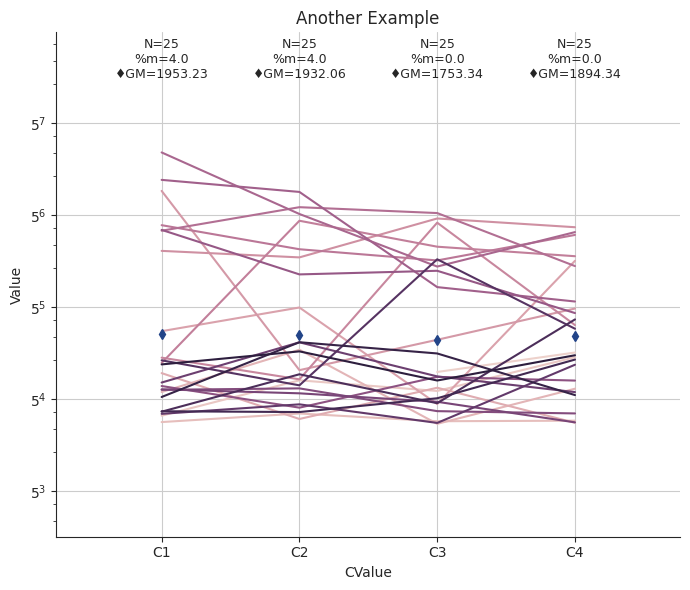 Another Example
N=25 N=25 N=25 N=25
%m=4.0 %m=4.0 %m=0.0 %m=0.0
♦GM=1953.23 ♦GM=1932.06 ♦GM=1753.34 ♦GM=1894.34
5⁷
5⁶
5⁵
5⁴
5³
Value
C1 C2 C3 C4
CValue